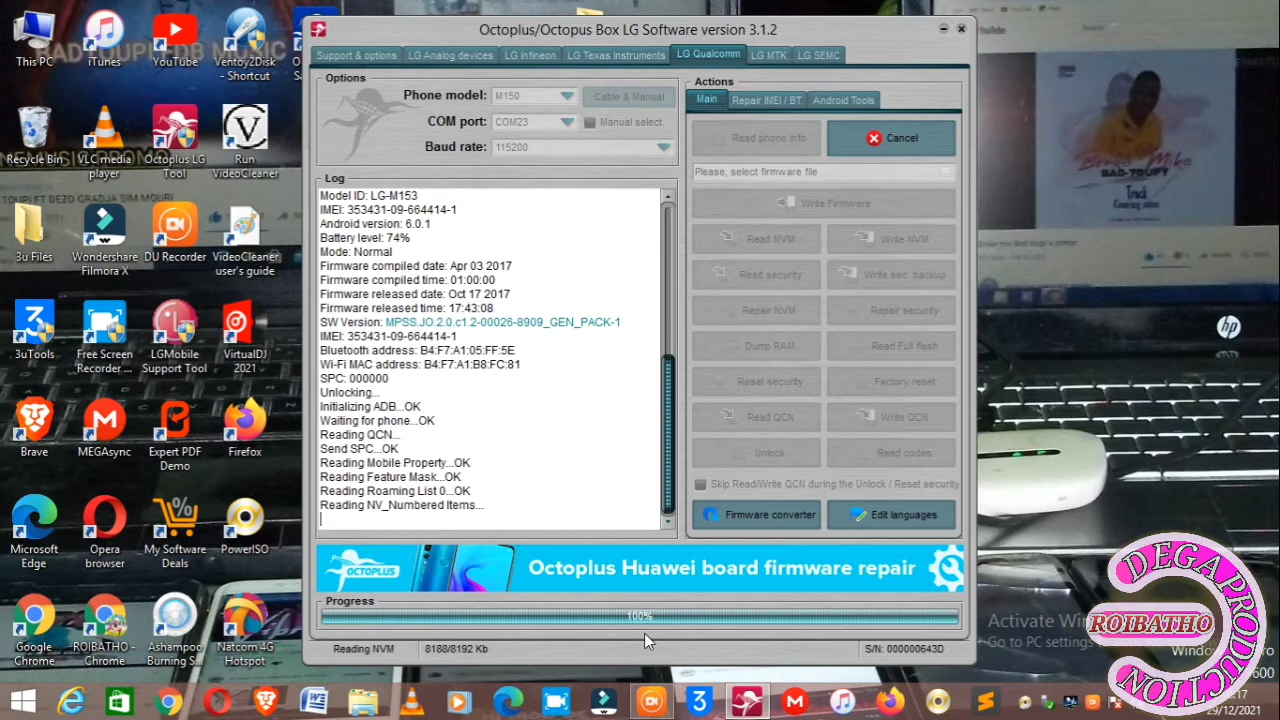 Octoplus/Octopus Box LG Software version 3.1.2
Support & options
LG Analog devices
LG Infineon
LG Texas Instruments
LG Qualcomm
LG MTK
LG SEMC
Options
Phone model: M150
Cable & Manual
COM port: COM23
Manual select.
Baud rate: 115200
Log
Model ID: LG-M153
IMEI: 353431-09-664414-1
Android version: 6.0.1
Battery level: 74%
Mode: Normal
Firmware compiled date: Apr 03 2017
Firmware compiled time: 01:00:00
Firmware released date: Oct 17 2017
Firmware released time: 17:43:08
SW Version: MPSS.JO.2.0.c1.2-00026-8909_GEN_PACK-1
IMEI: 353431-09-664414-1
Bluetooth address: B4:F7:A1:05:FF:5E
Wi-Fi MAC address: B4:F7:A1:B8:FC:81
SPC: 000000
Unlocking...
Initializing ADB...OK
Waiting for phone...OK
Reading QCN...
Send SPC...OK
Reading Mobile Property...OK
Reading Feature Mask...OK
Reading Roaming List 0...OK
Reading NV_Numbered Items...
Actions
Main
Repair IMEI / BT
Android Tools
Read phone info
Cancel
Please, select firmware file
Write Firmware
Read NVM
Write NVM
Read security
Write sec. backup
Repair NVM
Repair security
Dump RAM
Read Full flash
Reset security
Factory reset
Read QCN
Write QCN
Unlock
Read codes
Skip Read/Write QCN during the Unlock / Reset security
Firmware converter
Edit languages
OCTOPLUS
Octoplus Huawei board firmware repair
Progress
100%
Reading NVM
8188/8192 Kb
S/N: 000000643D
This PC
iTunes
YouTube
Ventoy2Disk
- Shortcut
Recycle Bin
VLC media
player
Octoplus LG
Tool
Run
VideoCleaner
3u Files
Wondershare
Filmora X
DU Recorder
VideoCleaner
user's guide
3uTools
Free Screen
Recorder ...
LGMobile
Support Tool
VirtualDJ
2021
Brave
MEGAsync
Expert PDF
Demo
Firefox
Microsoft
Edge
Opera
browser
My Software
Deals
PowerISO
Google
Chrome
ROIBATHO -
Chrome
Ashampoo
Burning S...
Natcom 4G
Hotspot
hp
DEGAPRODUCTION
ROIBATHO
29/12/2021